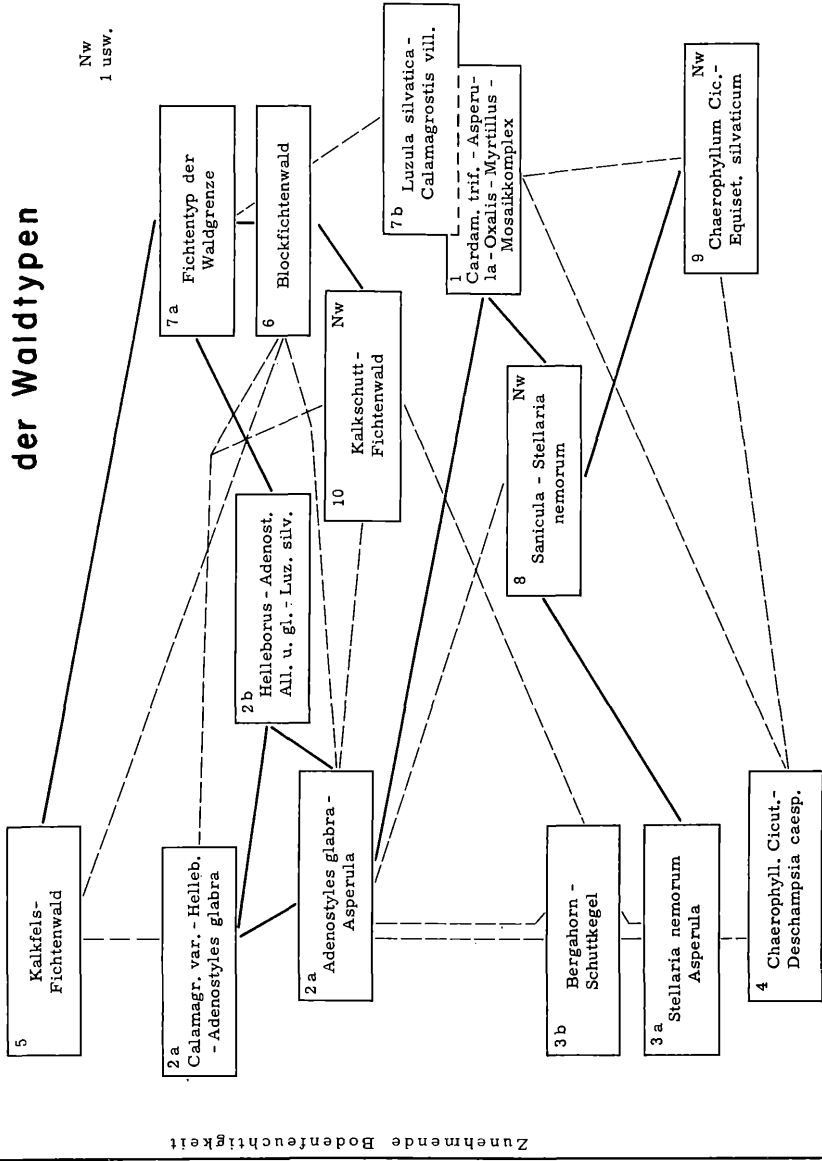 der Waldtypen
Nw
1 usw.
5
Kalkfels-
Fichtenwald
7 a
Fichtentyp der
Waldgrenze
2 a
Calamagr. var. - Helleb.
- Adenostyles glabra
2 b
Helleborus - Adenost.
All. u. gl. - Luz. silv.
6
Blockfichtenwald
2 a
Adenostyles glabra -
Asperula
10
Nw
Kalkschutt-
Fichtenwald
7 b
Luzula silvatica -
Calamagrostis vill.
1
Cardam. trif. - Asperu-
la - Oxalis - Myrtillus -
Mosaikkomplex
3 b
Bergahorn -
Schuttkegel
8
Nw
Sanicula - Stellaria
nemorum
3 a
Stellaria nemorum
Asperula
4
Chaerophyll. Cicut.-
Deschampsia caesp.
9
Nw
Chaerophyllum Cic.-
Equiset. silvaticum
Zunehmende Bodenfeuchtigkeit